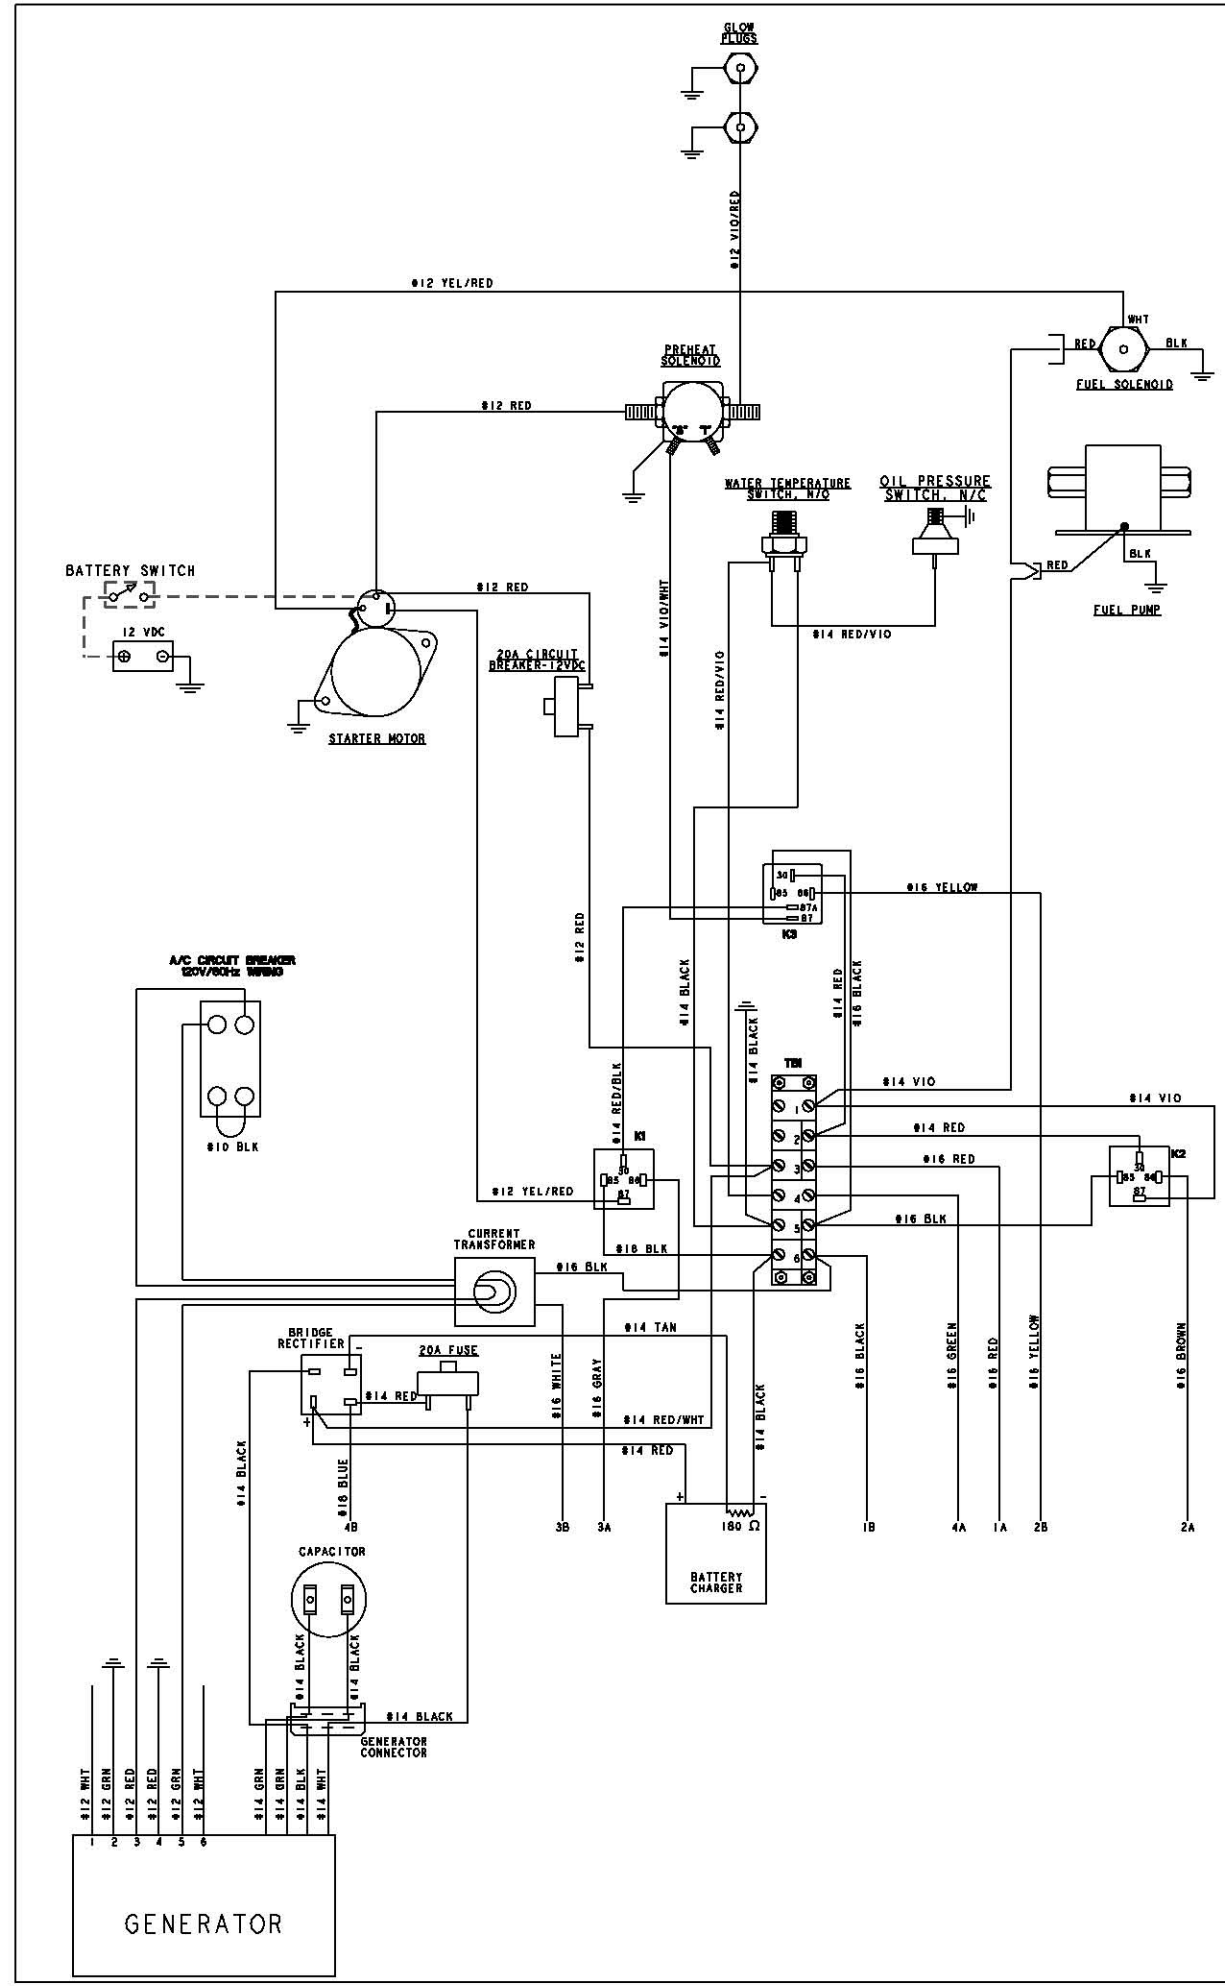 GLOW
PLUGS
#12 VIO/RED
#12 YEL/RED
WHT
RED
BLK
FUEL SOLENOID
PREHEAT
SOLENOID
#12 RED
"S" "I"
WATER TEMPERATURE
SWITCH, N/O
OIL PRESSURE
SWITCH, N/C
RED
BLK
FUEL PUMP
BATTERY SWITCH
12 VDC
+ -
#12 RED
#14 VIO/WHT
#14 RED/VIO
#14 RED/VIO
20A CIRCUIT
BREAKER-12VDC
STARTER MOTOR
30
85 86
87A
87
K3
#16 YELLOW
#12 RED
#14 BLACK
#14 RED
#16 BLACK
A/C CIRCUIT BREAKER
120V/60Hz WIRING
#10 BLK
#14 BLACK
#14 RED/BLK
TB1
1
2
3
4
5
6
#14 VIO
#14 VIO
#14 RED
#16 RED
#16 BLK
K1
30
85 86
87
K2
30
85 86
87
#12 YEL/RED
#18 BLK
#16 BLK
CURRENT
TRANSFORMER
#14 TAN
BRIDGE
RECTIFIER
-
+
20A FUSE
#14 RED
#14 RED/WHT
#14 RED
#16 WHITE
#16 GRAY
#14 BLACK
#16 BLACK
#16 GREEN
#16 RED
#16 YELLOW
#16 BROWN
#14 BLACK
#18 BLUE
4B
3B
3A
1B
4A
1A
2B
2A
+ -
180 Ω
BATTERY
CHARGER
CAPACITOR
#14 BLACK
#14 BLACK
#14 BLACK
GENERATOR
CONNECTOR
#12 WHT
#12 GRN
#12 RED
#12 RED
#12 GRN
#12 WHT
#14 GRN
#14 GRN
#14 BLK
#14 WHT
1 2 3 4 5 6
GENERATOR